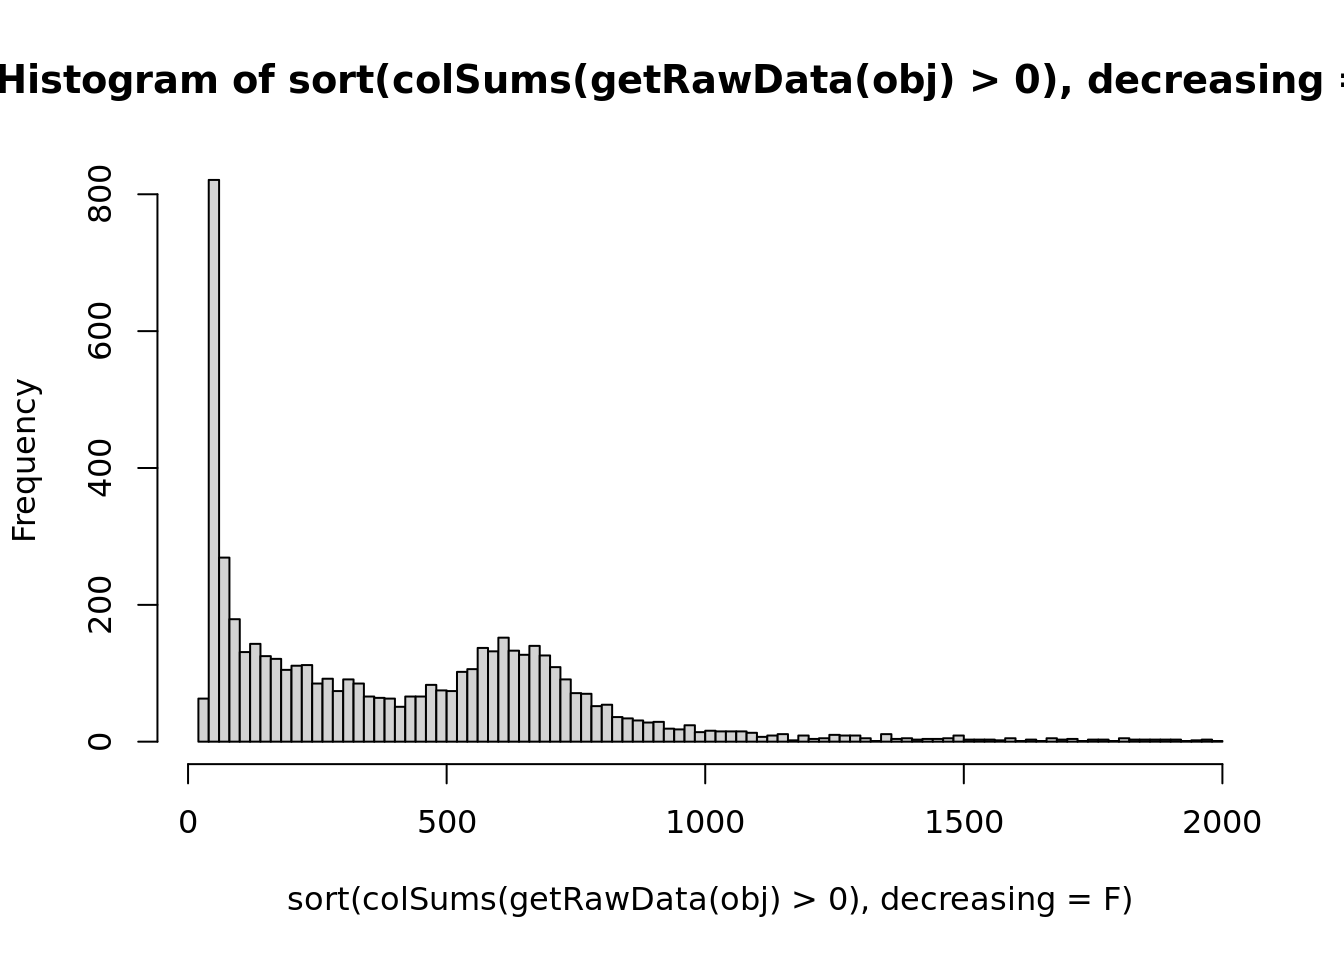 Histogram of sort(colSums(getRawData(obj) > 0), decreasing =
Frequency
800
600
400
200
0
0 500 1000 1500 2000
sort(colSums(getRawData(obj) > 0), decreasing = F)